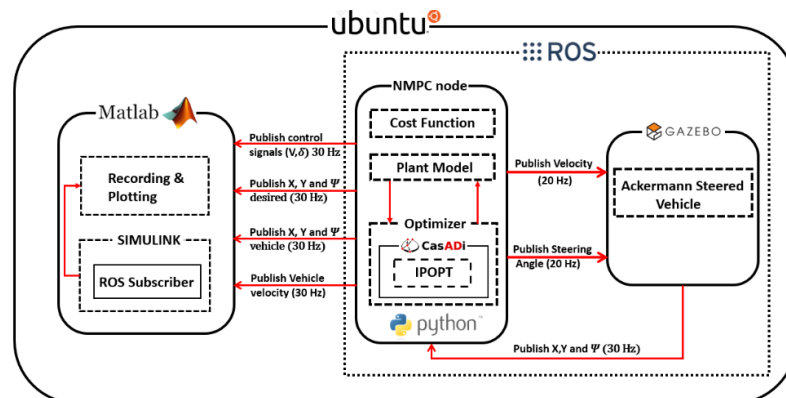 ubuntu
ROS
Matlab
Recording &
Plotting
SIMULINK
ROS Subscriber
Publish control
signals (V,δ) 30 Hz
Publish X, Y and Ψ
desired (30 Hz)
Publish X, Y and Ψ
vehicle (30 Hz)
Publish Vehicle
velocity (30 Hz)
NMPC node
Cost Function
Plant Model
Optimizer
CasADi
IPOPT
python™
Publish Velocity
(20 Hz)
Publish Steering
Angle (20 Hz)
GAZEBO
Ackermann Steered
Vehicle
Publish X,Y and Ψ (30 Hz)